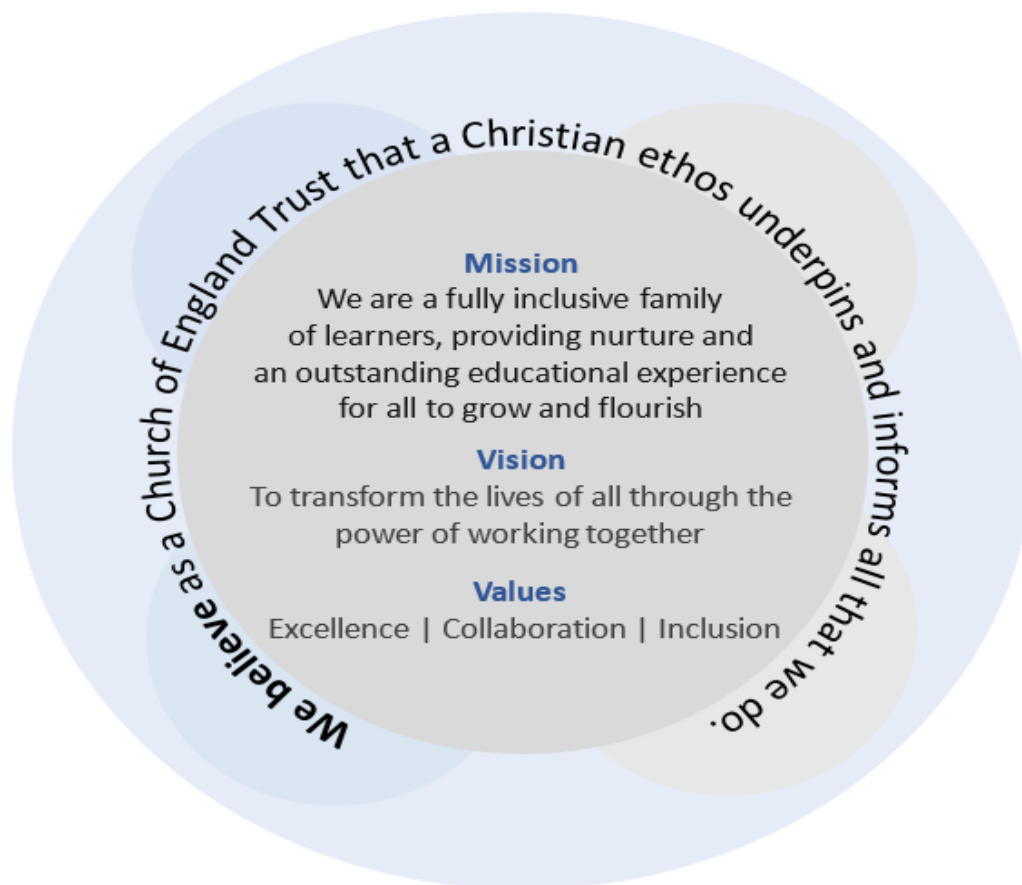 We believe as a Church of England Trust that a Christian ethos underpins and informs all that we do.
Mission
We are a fully inclusive family
of learners, providing nurture and
an outstanding educational experience
for all to grow and flourish
Vision
To transform the lives of all through the
power of working together
Values
Excellence | Collaboration | Inclusion